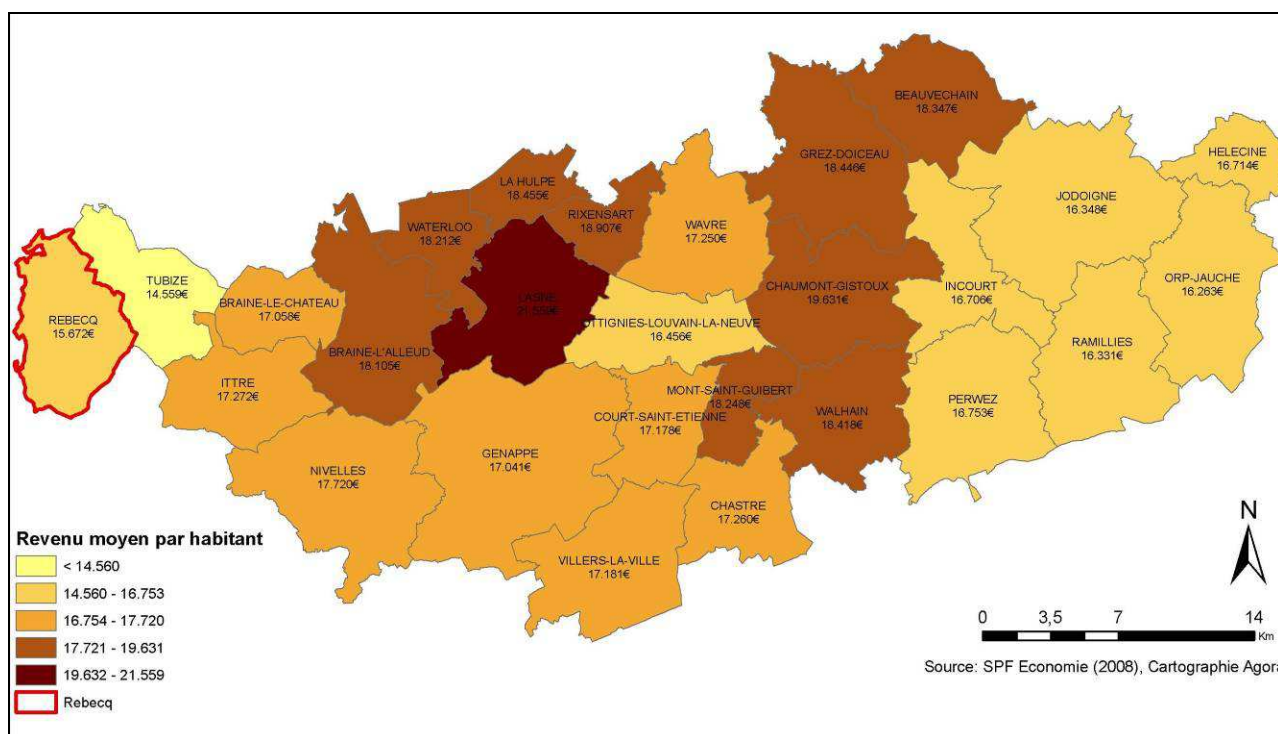 BEAUVECHAIN
18.347€
HELECINE
16.714€
GREZ-DOICEAU
18.446€
JODOIGNE
16.348€
LA HULPE
18.455€
RIXENSART
18.907€
WATERLOO
18.212€
WAVRE
17.250€
TUBIZE
14.559€
ORP-JAUCHE
16.263€
CHAUMONT-GISTOUX
19.631€
BRAINE-LE-CHATEAU
17.058€
LASNE
21.559€
INCOURT
16.706€
REBECQ
15.672€
OTTIGNIES-LOUVAIN-LA-NEUVE
16.456€
RAMILLIES
16.331€
BRAINE-L'ALLEUD
18.105€
ITTRE
17.272€
MONT-SAINT-GUIBERT
18.248€
PERWEZ
16.753€
COURT-SAINT-ETIENNE
17.178€
WALHAIN
18.418€
GENAPPE
17.041€
NIVELLES
17.720€
CHASTRE
17.260€
VILLERS-LA-VILLE
17.181€
Revenu moyen par habitant
< 14.560
14.560 - 16.753
16.754 - 17.720
17.721 - 19.631
19.632 - 21.559
Rebecq
N
0 3,5 7 14
Km
Source: SPF Economie (2008), Cartographie Agora